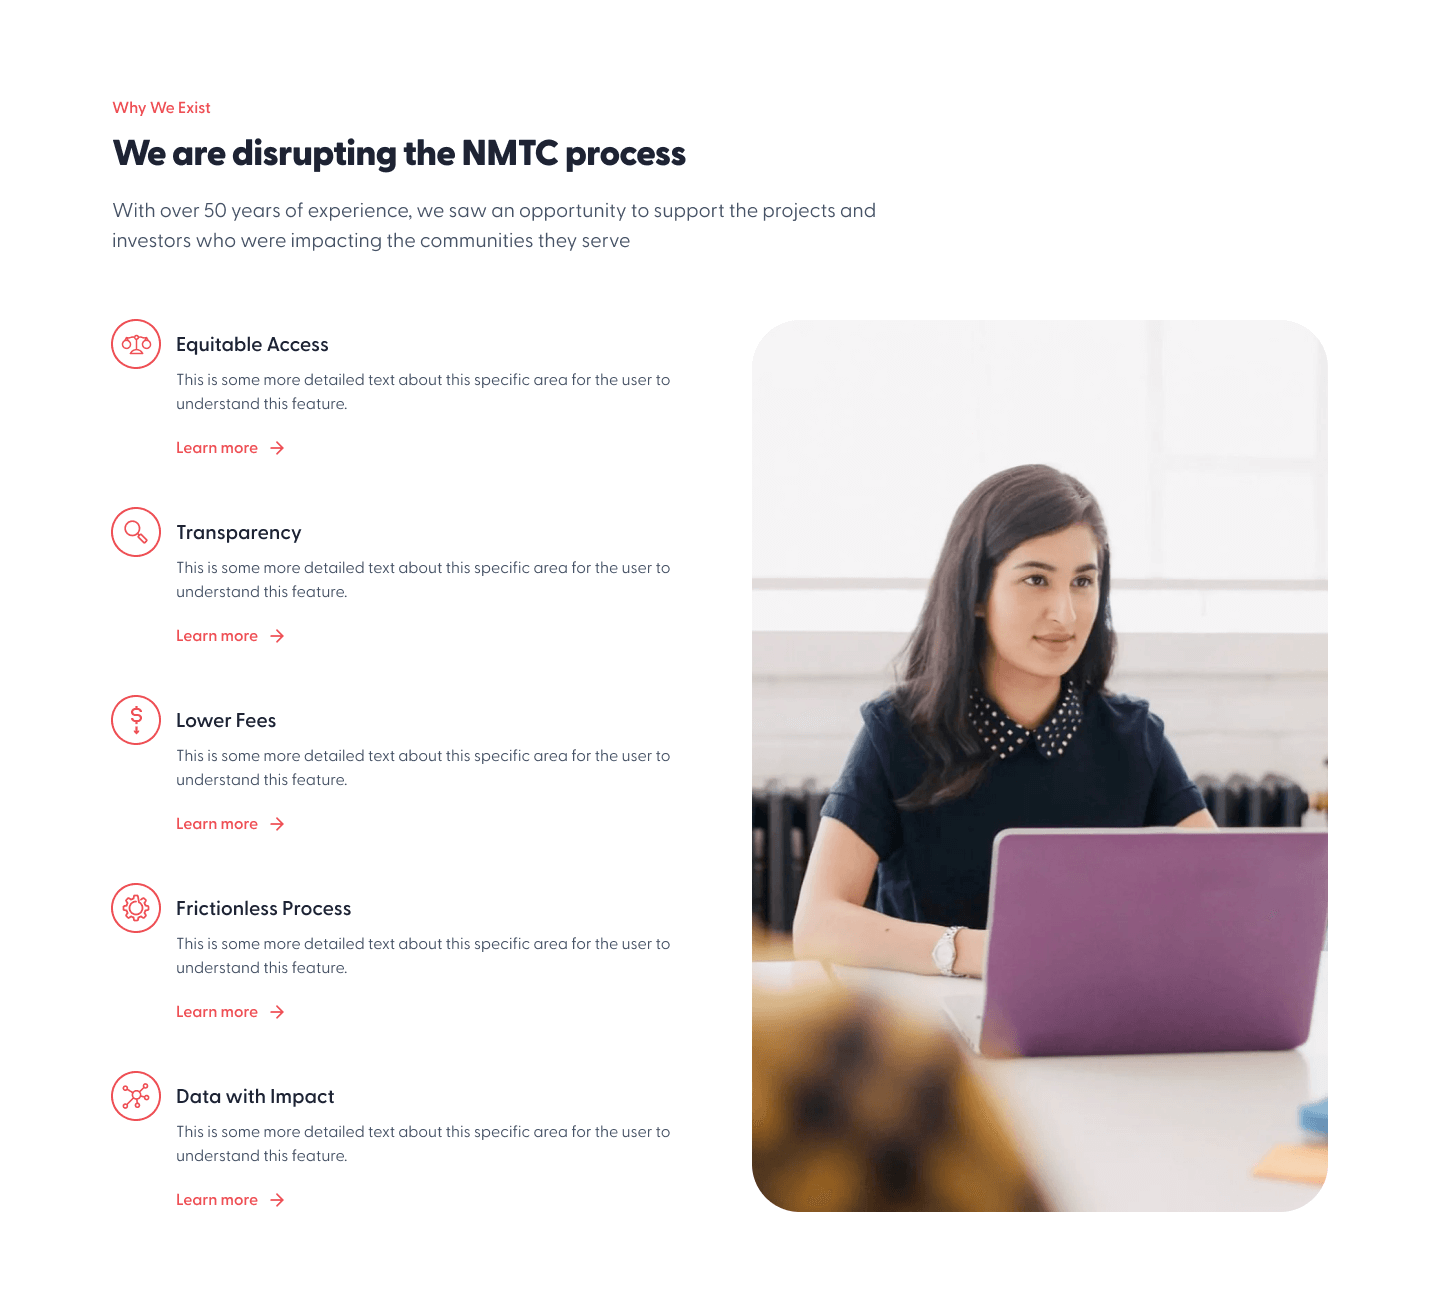 Why We Exist
We are disrupting the NMTC process
With over 50 years of experience, we saw an opportunity to support the projects and
investors who were impacting the communities they serve
Equitable Access
This is some more detailed text about this specific area for the user to
understand this feature.
Learn more
Transparency
This is some more detailed text about this specific area for the user to
understand this feature.
Learn more
$
Lower Fees
This is some more detailed text about this specific area for the user to
understand this feature.
Learn more
Frictionless Process
This is some more detailed text about this specific area for the user to
understand this feature.
Learn more
Data with Impact
This is some more detailed text about this specific area for the user to
understand this feature.
Learn more